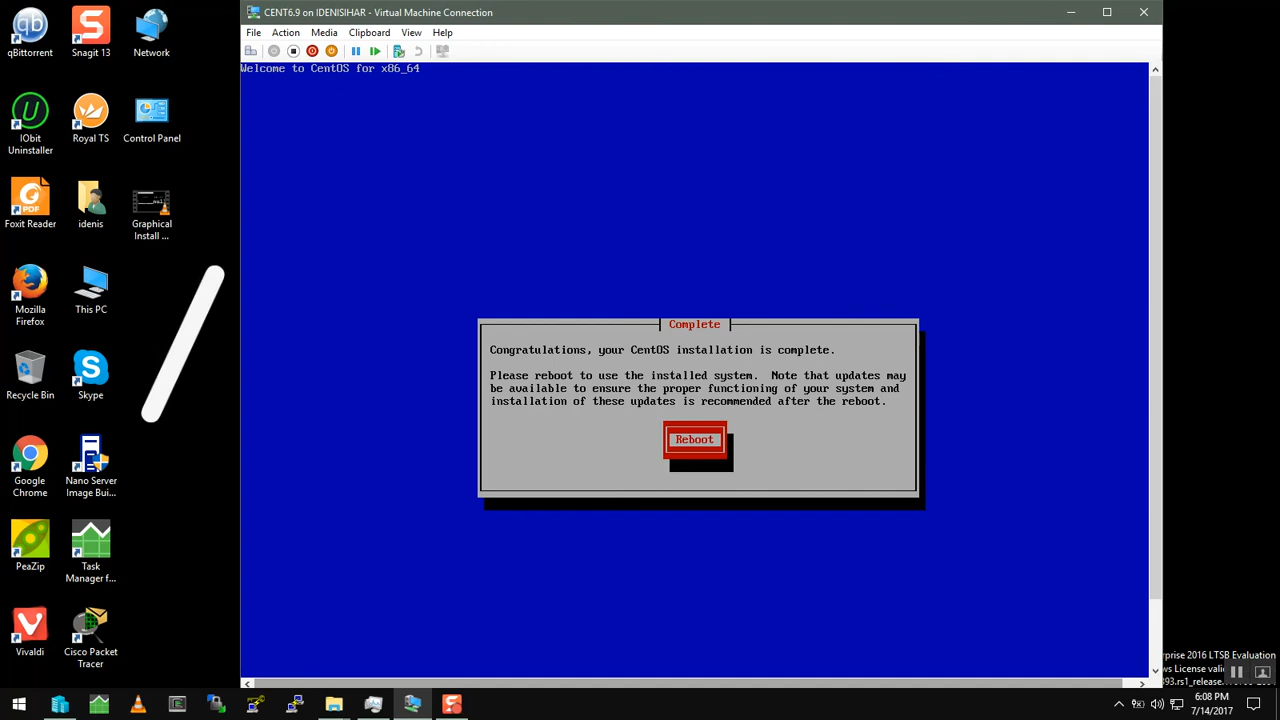 qBittorrent
Snagit 13
Network
IObit
Uninstaller
Royal TS
Control Panel
Foxit Reader
idenis
Graphical
Install ...
Mozilla
Firefox
This PC
Recycle Bin
Skype
Google
Chrome
Nano Server
Image Bui...
PeaZip
Task
Manager f...
Vivaldi
Cisco Packet
Tracer
CENT6.9 on IDENISIHAR - Virtual Machine Connection
File Action Media Clipboard View Help
Welcome to CentOS for x86_64
Complete
Congratulations, your CentOS installation is complete.
Please reboot to use the installed system. Note that updates may
be available to ensure the proper functioning of your system and
installation of these updates is recommended after the reboot.
Reboot
rprise 2016 LTSB Evaluation
ws License valid
393.rs1_release.
6:08 PM
7/14/2017